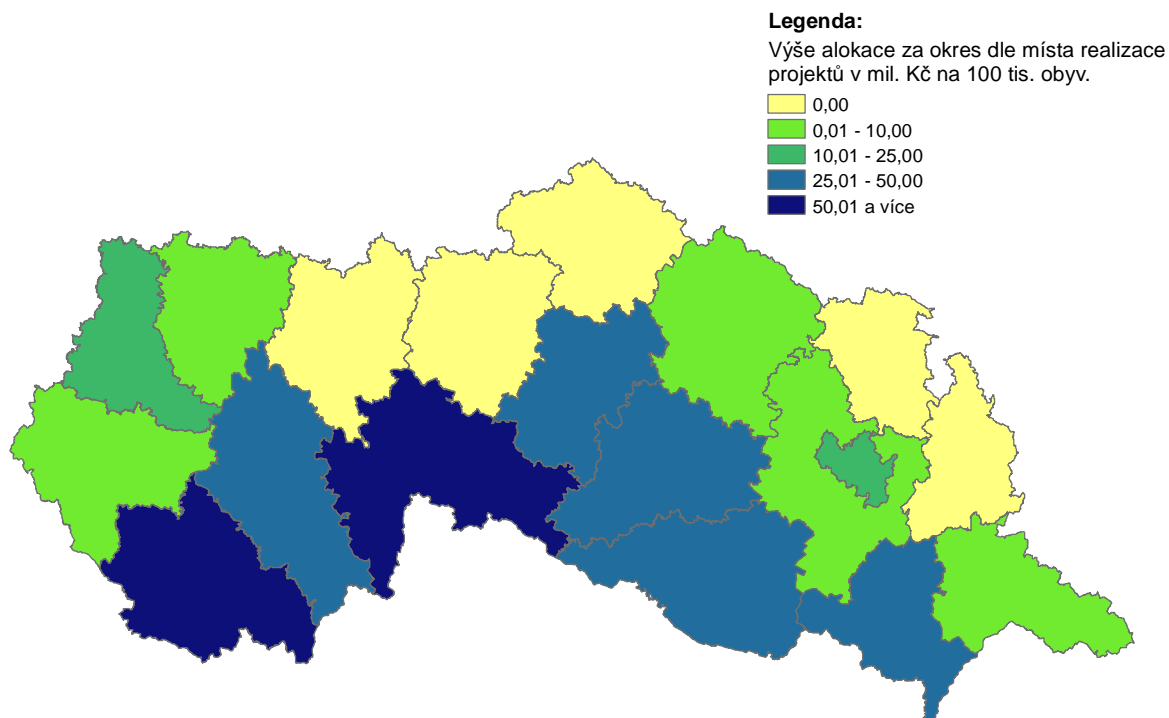 Legenda:
Výše alokace za okres dle místa realizace
projektů v mil. Kč na 100 tis. obyv.
0,00
0,01 - 10,00
10,01 - 25,00
25,01 - 50,00
50,01 a více